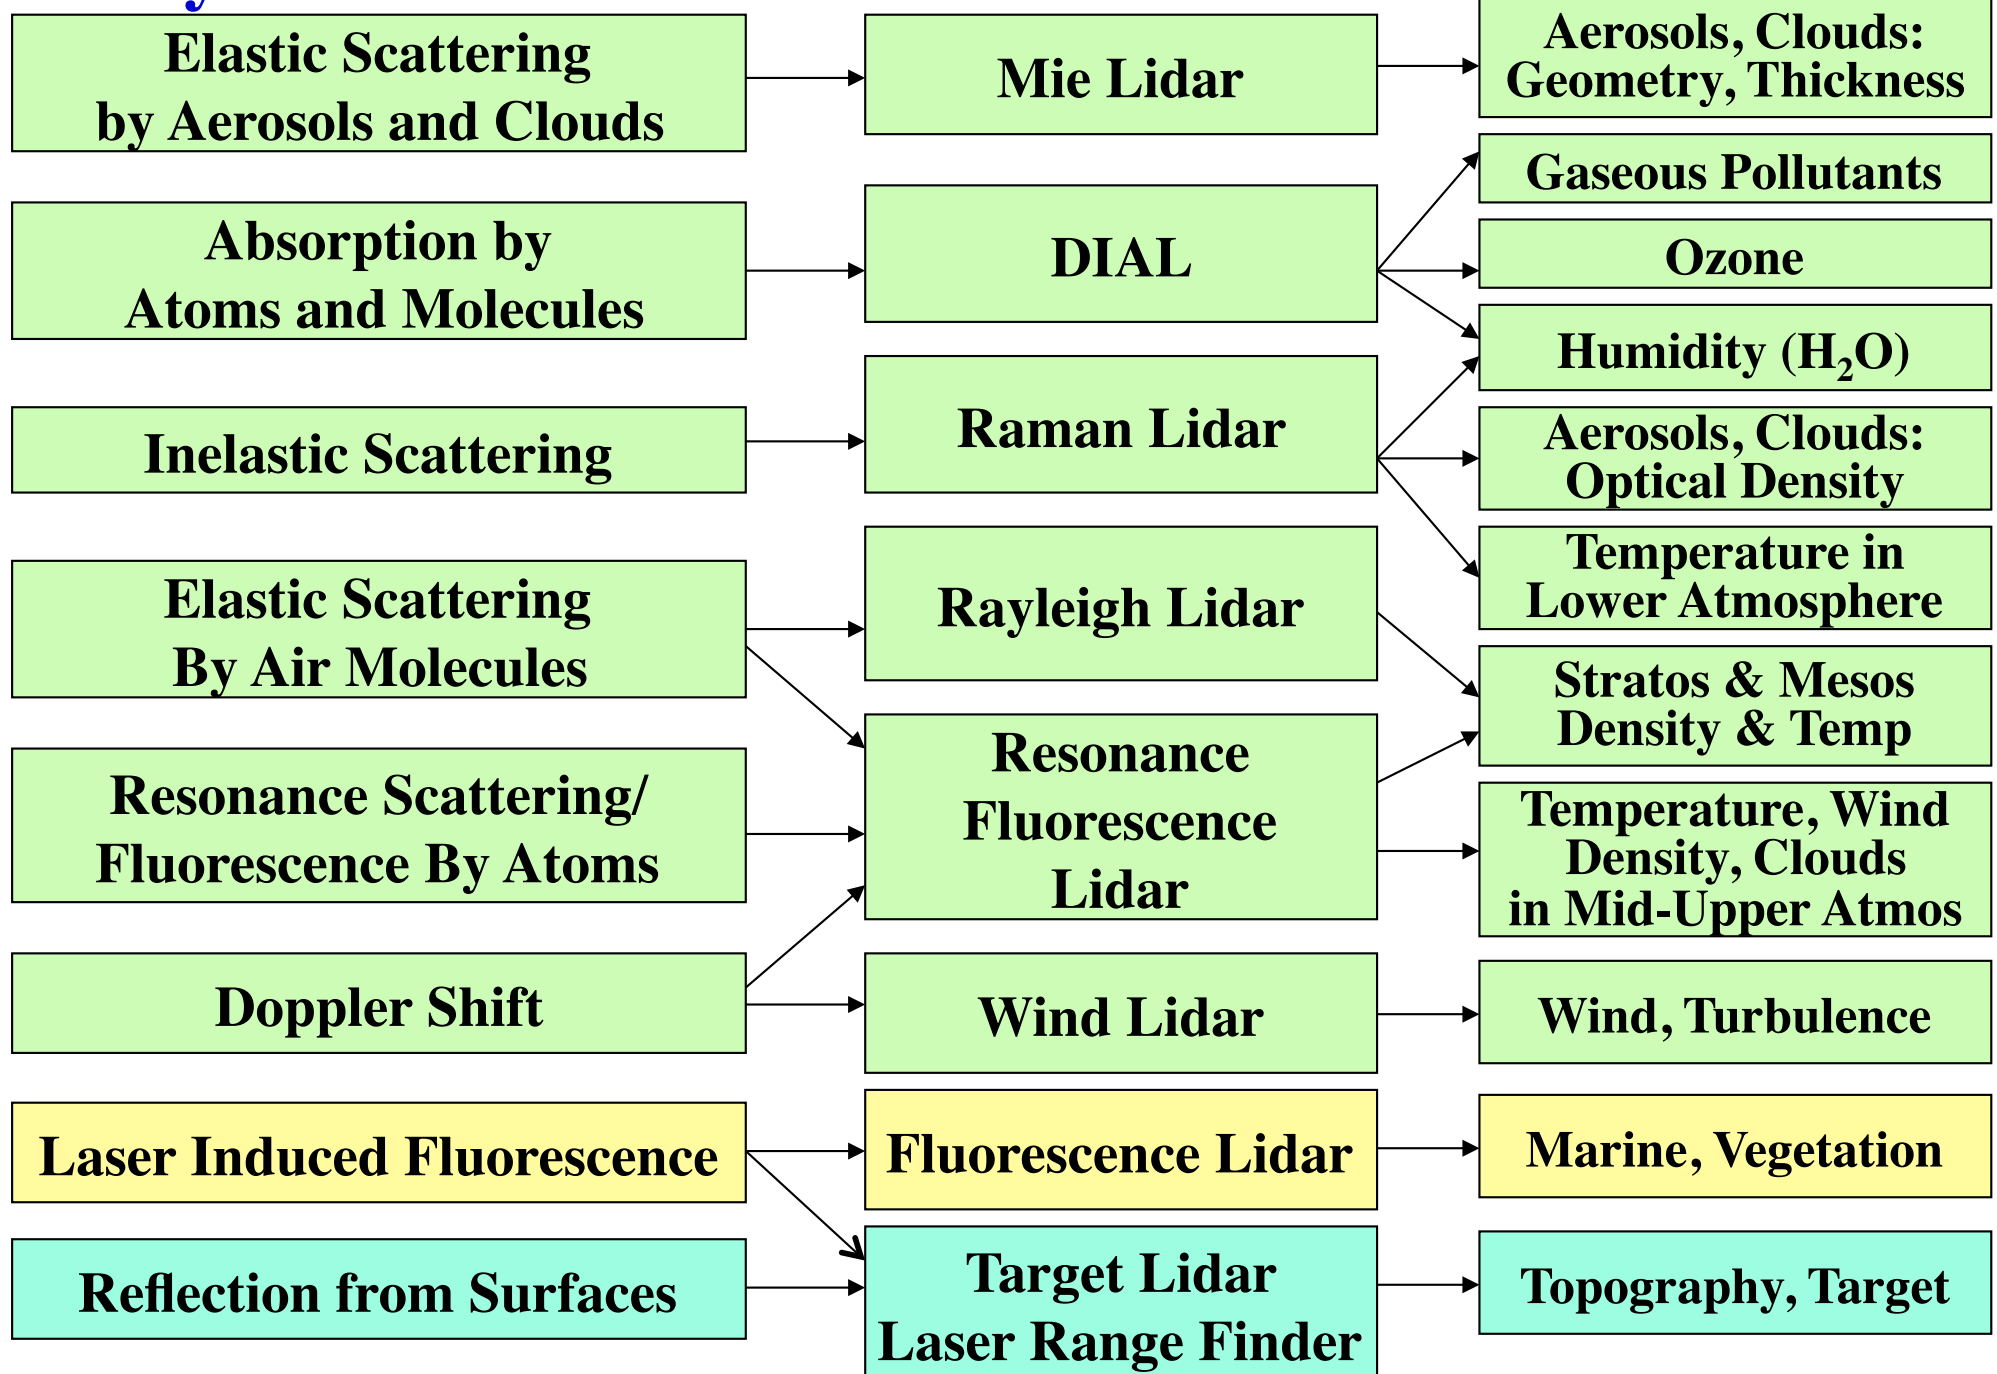 Elastic Scattering
by Aerosols and Clouds
Mie Lidar
Aerosols, Clouds:
Geometry, Thickness
Gaseous Pollutants
Absorption by
Atoms and Molecules
DIAL
Ozone
Humidity (H₂O)
Inelastic Scattering
Raman Lidar
Aerosols, Clouds:
Optical Density
Temperature in
Lower Atmosphere
Elastic Scattering
By Air Molecules
Rayleigh Lidar
Stratos & Mesos
Density & Temp
Resonance Scattering/
Fluorescence By Atoms
Resonance
Fluorescence
Lidar
Temperature, Wind
Density, Clouds
in Mid-Upper Atmos
Doppler Shift
Wind Lidar
Wind, Turbulence
Laser Induced Fluorescence
Fluorescence Lidar
Marine, Vegetation
Reflection from Surfaces
Target Lidar
Laser Range Finder
Topography, Target